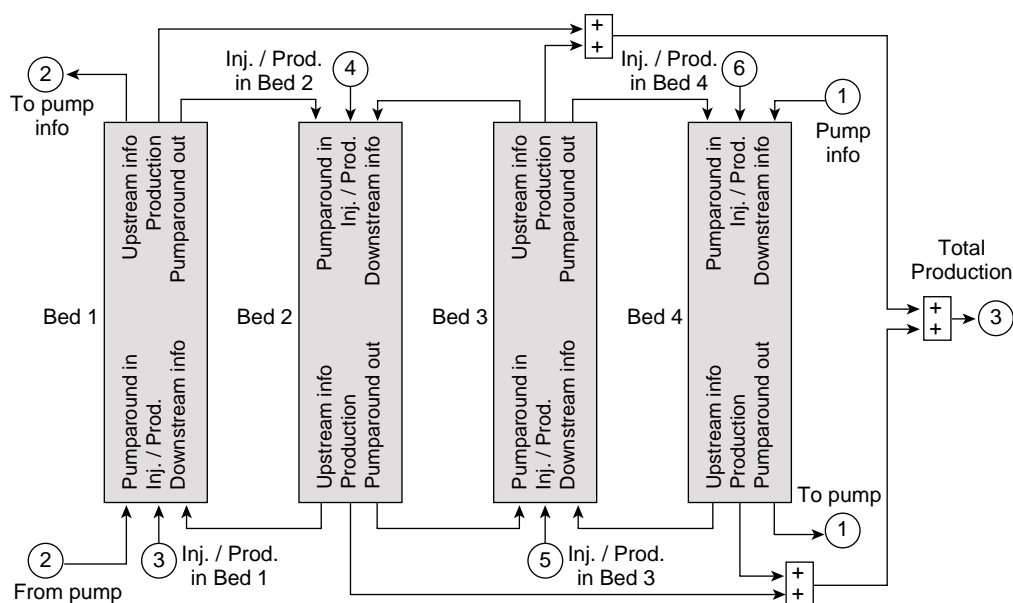 +
+
Inj. / Prod.
in Bed 2
4
Inj. / Prod.
in Bed 4
6
2
To pump
info
1
Pump
info
Upstream info
Production
Pumparound out
Pumparound in
Inj. / Prod.
Downstream info
Upstream info
Production
Pumparound out
Pumparound in
Inj. / Prod.
Downstream info
Bed 1
Bed 2
Bed 3
Bed 4
Total
Production
+
+
3
Pumparound in
Inj. / Prod.
Downstream info
Upstream info
Production
Pumparound out
Pumparound in
Inj. / Prod.
Downstream info
Upstream info
Production
Pumparound out
To pump
1
2
From pump
3
Inj. / Prod.
in Bed 1
5
Inj. / Prod.
in Bed 3
+
+